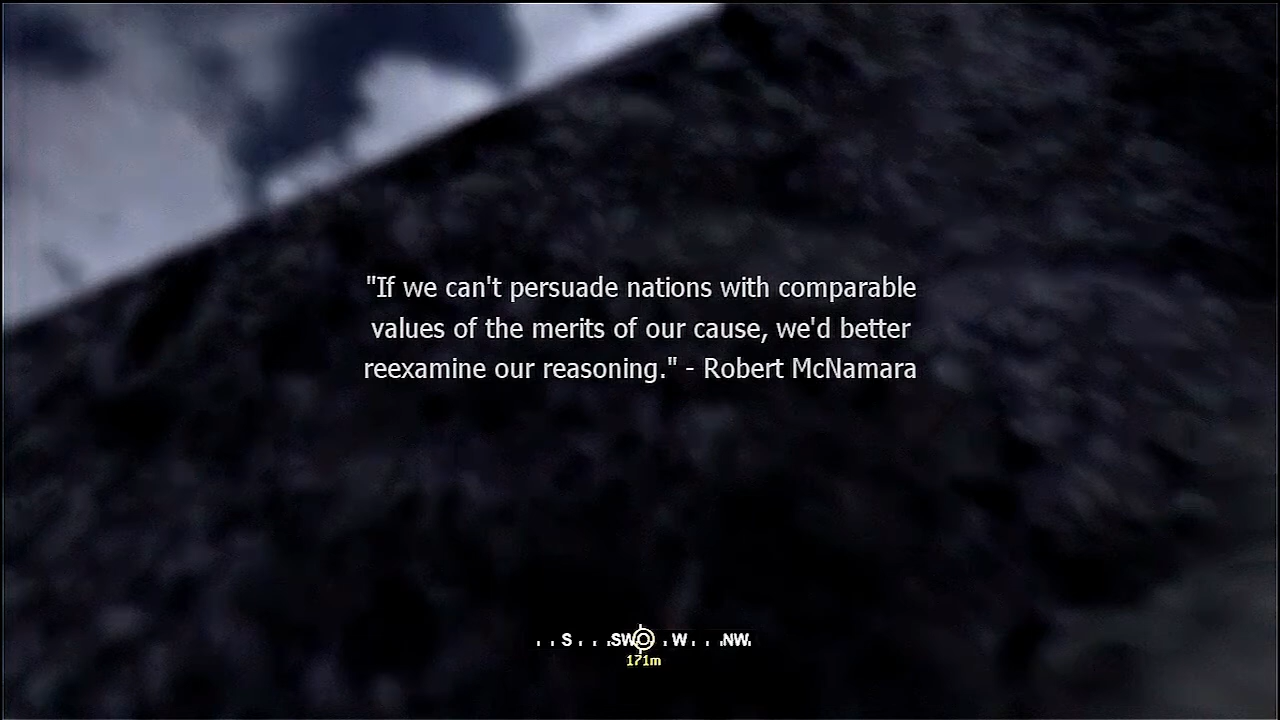 "If we can't persuade nations with comparable
values of the merits of our cause, we'd better
reexamine our reasoning." - Robert McNamara
. . S . . . SW . W . . . NW.
171m